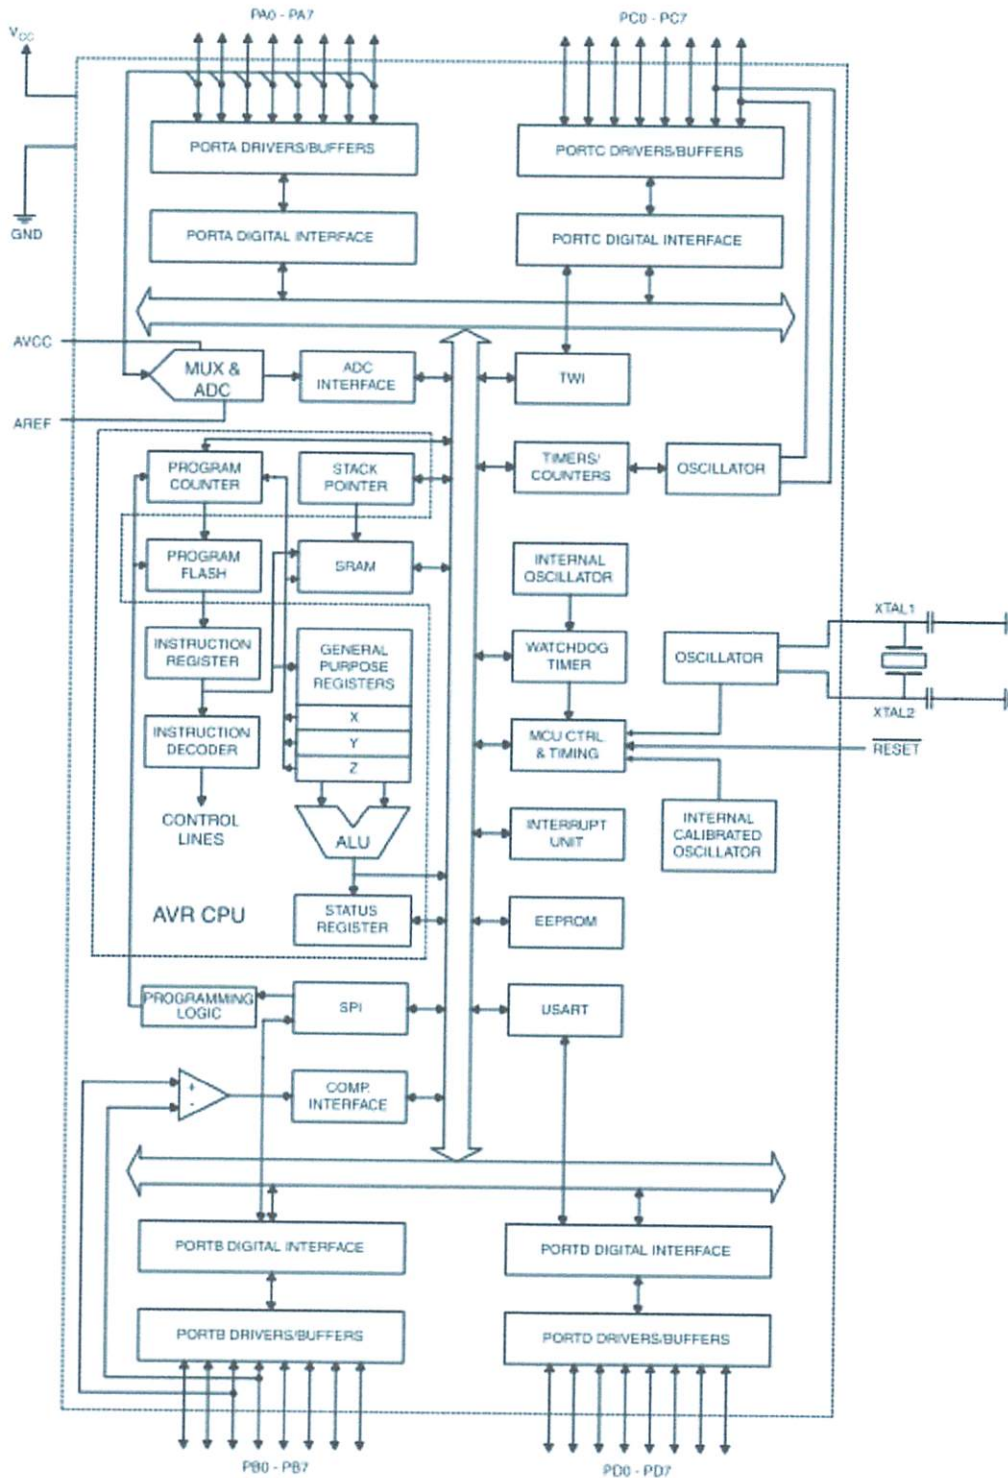 PA0 - PA7
PC0 - PC7
VCC
PORTA DRIVERS/BUFFERS
PORTC DRIVERS/BUFFERS
GND
PORTA DIGITAL INTERFACE
PORTC DIGITAL INTERFACE
AVCC
MUX &
ADC
ADC
INTERFACE
TWI
AREF
PROGRAM
COUNTER
STACK
POINTER
TIMERS/
COUNTERS
OSCILLATOR
PROGRAM
FLASH
SRAM
INTERNAL
OSCILLATOR
XTAL1
INSTRUCTION
REGISTER
GENERAL
PURPOSE
REGISTERS
WATCHDOG
TIMER
OSCILLATOR
X
XTAL2
INSTRUCTION
DECODER
Y
MCU CTRL
& TIMING
RESET
Z
CONTROL
LINES
ALU
INTERRUPT
UNIT
INTERNAL
CALIBRATED
OSCILLATOR
AVR CPU
STATUS
REGISTER
EEPROM
PROGRAMMING
LOGIC
SPI
USART
+
-
COMP.
INTERFACE
PORTB DIGITAL INTERFACE
PORTD DIGITAL INTERFACE
PORTB DRIVERS/BUFFERS
PORTD DRIVERS/BUFFERS
PB0 - PB7
PD0 - PD7